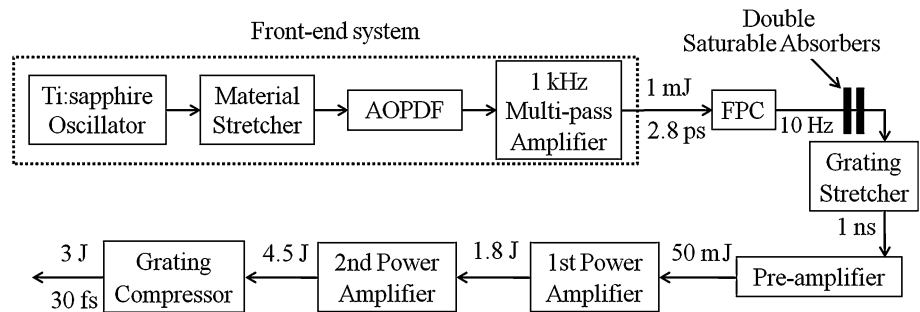 Front-end system
Double
Saturable Absorbers
Ti:sapphire
Oscillator
Material
Stretcher
AOPDF
1 kHz
Multi-pass
Amplifier
1 mJ
2.8 ps
FPC
10 Hz
Grating
Stretcher
1 ns
Pre-amplifier
50 mJ
1st Power
Amplifier
1.8 J
2nd Power
Amplifier
4.5 J
Grating
Compressor
3 J
30 fs